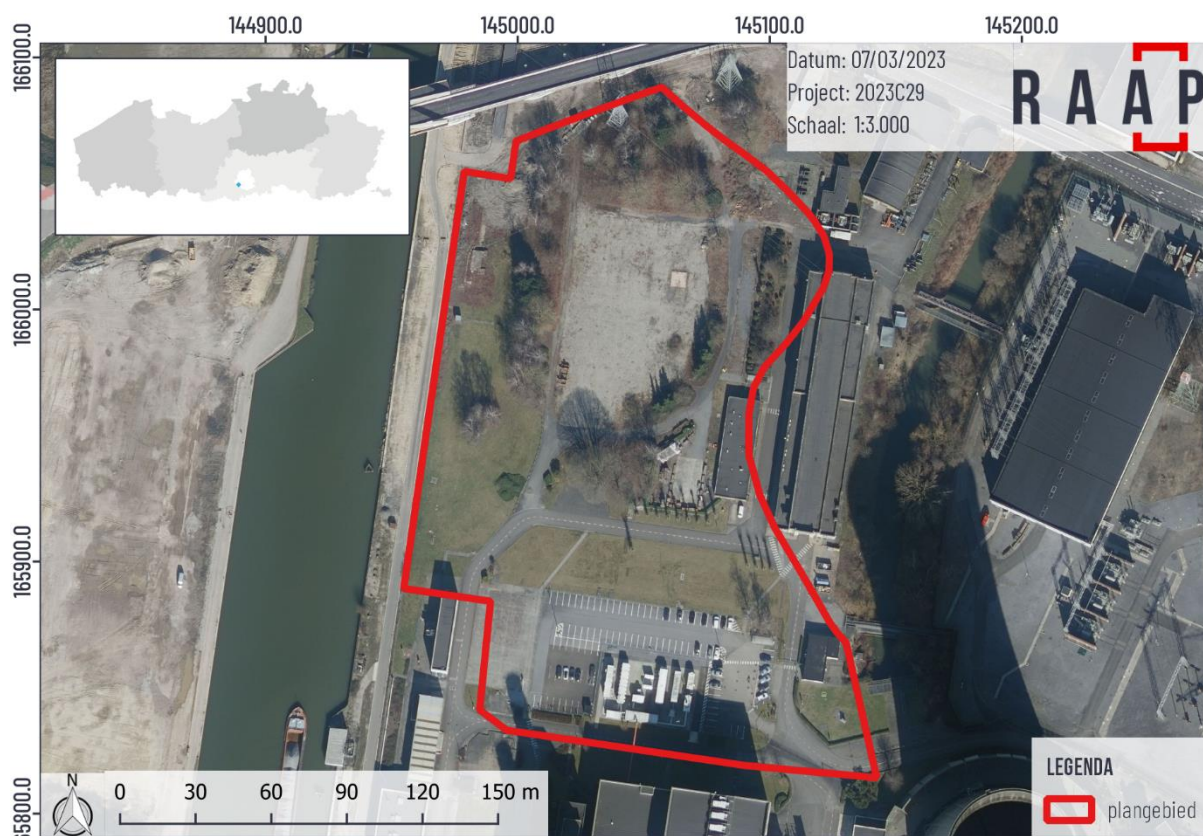 144900.0
145000.0
145100.0
145200.0
166100.0
166000.0
165900.0
165800.0
Datum: 07/03/2023
Project: 2023C29
Schaal: 1:3.000
RAAP
N
0 30 60 90 120 150 m
LEGENDA
plangebied